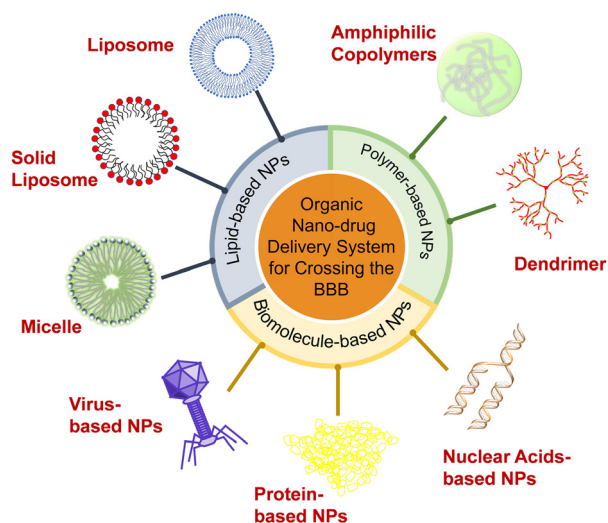 Liposome
Amphiphilic
Copolymers
Solid
Liposome
Lipid-based NPs
Polymer-based NPs
Organic
Nano-drug
Delivery System
for Crossing the
BBB
Dendrimer
Micelle
Biomolecule-based NPs
Virus-
based NPs
Protein-
based NPs
Nuclear Acids-
based NPs